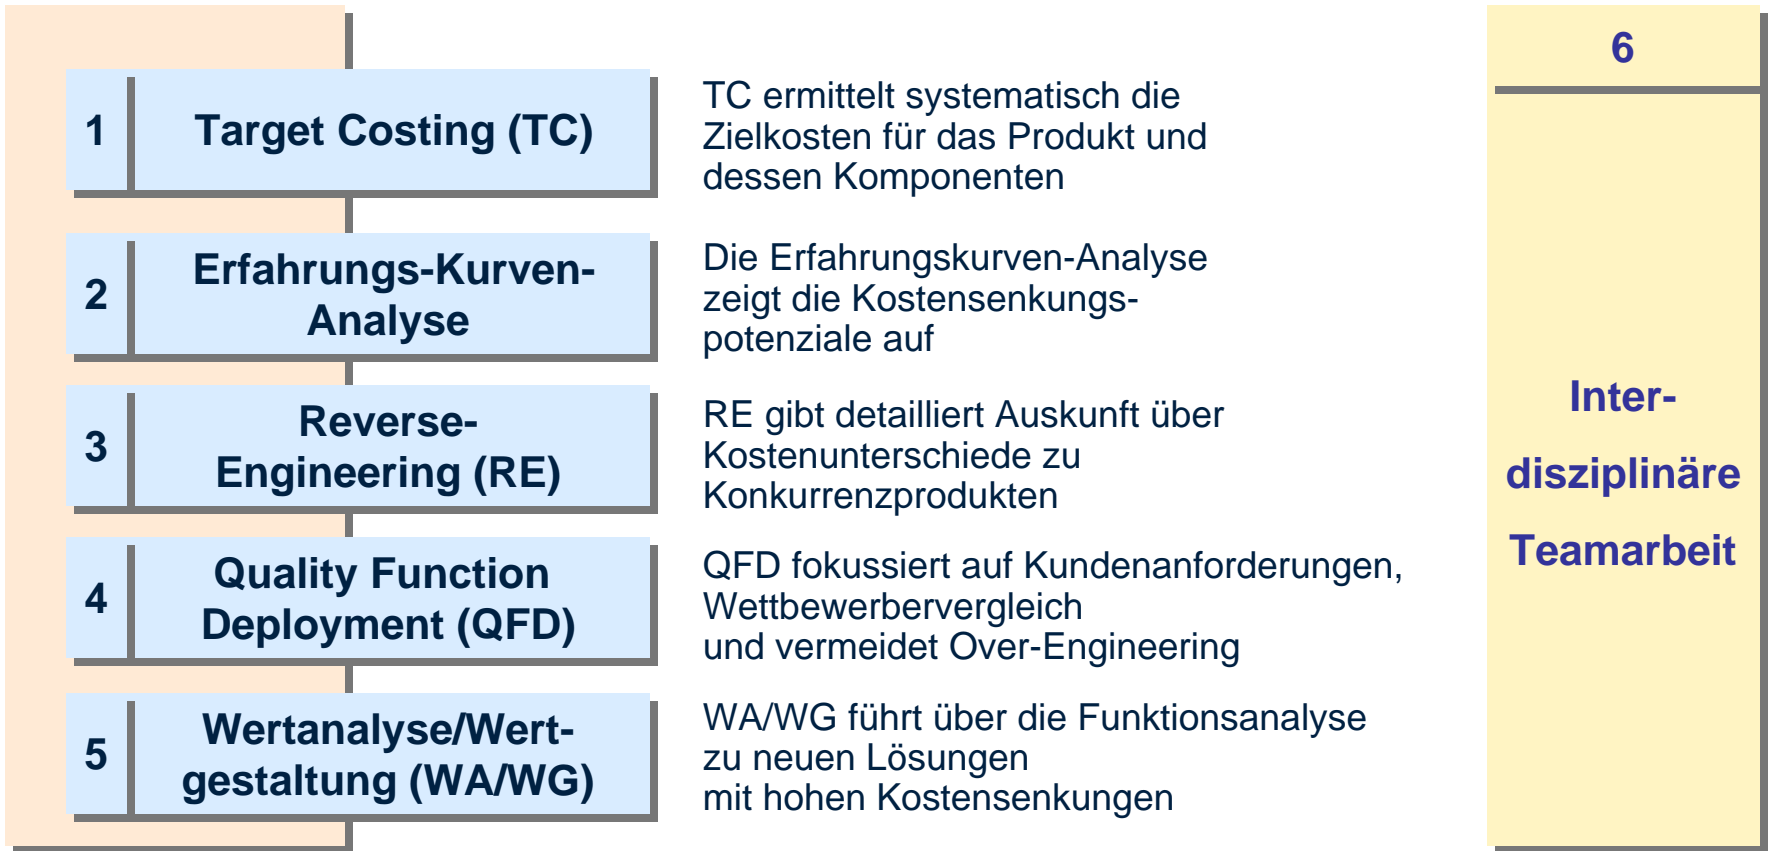 1
Target Costing (TC)
TC ermittelt systematisch die
Zielkosten für das Produkt und
dessen Komponenten
2
Erfahrungs-Kurven-
Analyse
Die Erfahrungskurven-Analyse
zeigt die Kostensenkungs-
potenziale auf
3
Reverse-
Engineering (RE)
RE gibt detailliert Auskunft über
Kostenunterschiede zu
Konkurrenzprodukten
4
Quality Function
Deployment (QFD)
QFD fokussiert auf Kundenanforderungen,
Wettbewerbervergleich
und vermeidet Over-Engineering
5
Wertanalyse/Wert-
gestaltung (WA/WG)
WA/WG führt über die Funktionsanalyse
zu neuen Lösungen
mit hohen Kostensenkungen
6
Inter-
disziplinäre
Teamarbeit